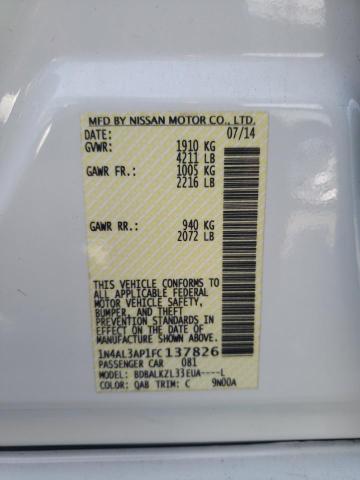 MFD BY NISSAN MOTOR CO., LTD.
DATE: 07/14
GVWR: 1910 KG
4211 LB
GAWR FR: 1005 KG
2216 LB
GAWR RR: 940 KG
2072 LB
THIS VEHICLE CONFORMS TO
ALL APPLICABLE FEDERAL
MOTOR VEHICLE SAFETY,
BUMPER, AND THEFT
PREVENTION STANDARDS IN
EFFECT ON THE DATE OF
MANUFACTURE SHOWN ABOVE.
1N4AL3AP1FC137826
PASSENGER CAR 081
MODEL: BDBALKZL33EUA----L
COLOR: QAB TRIM: C 9N00A